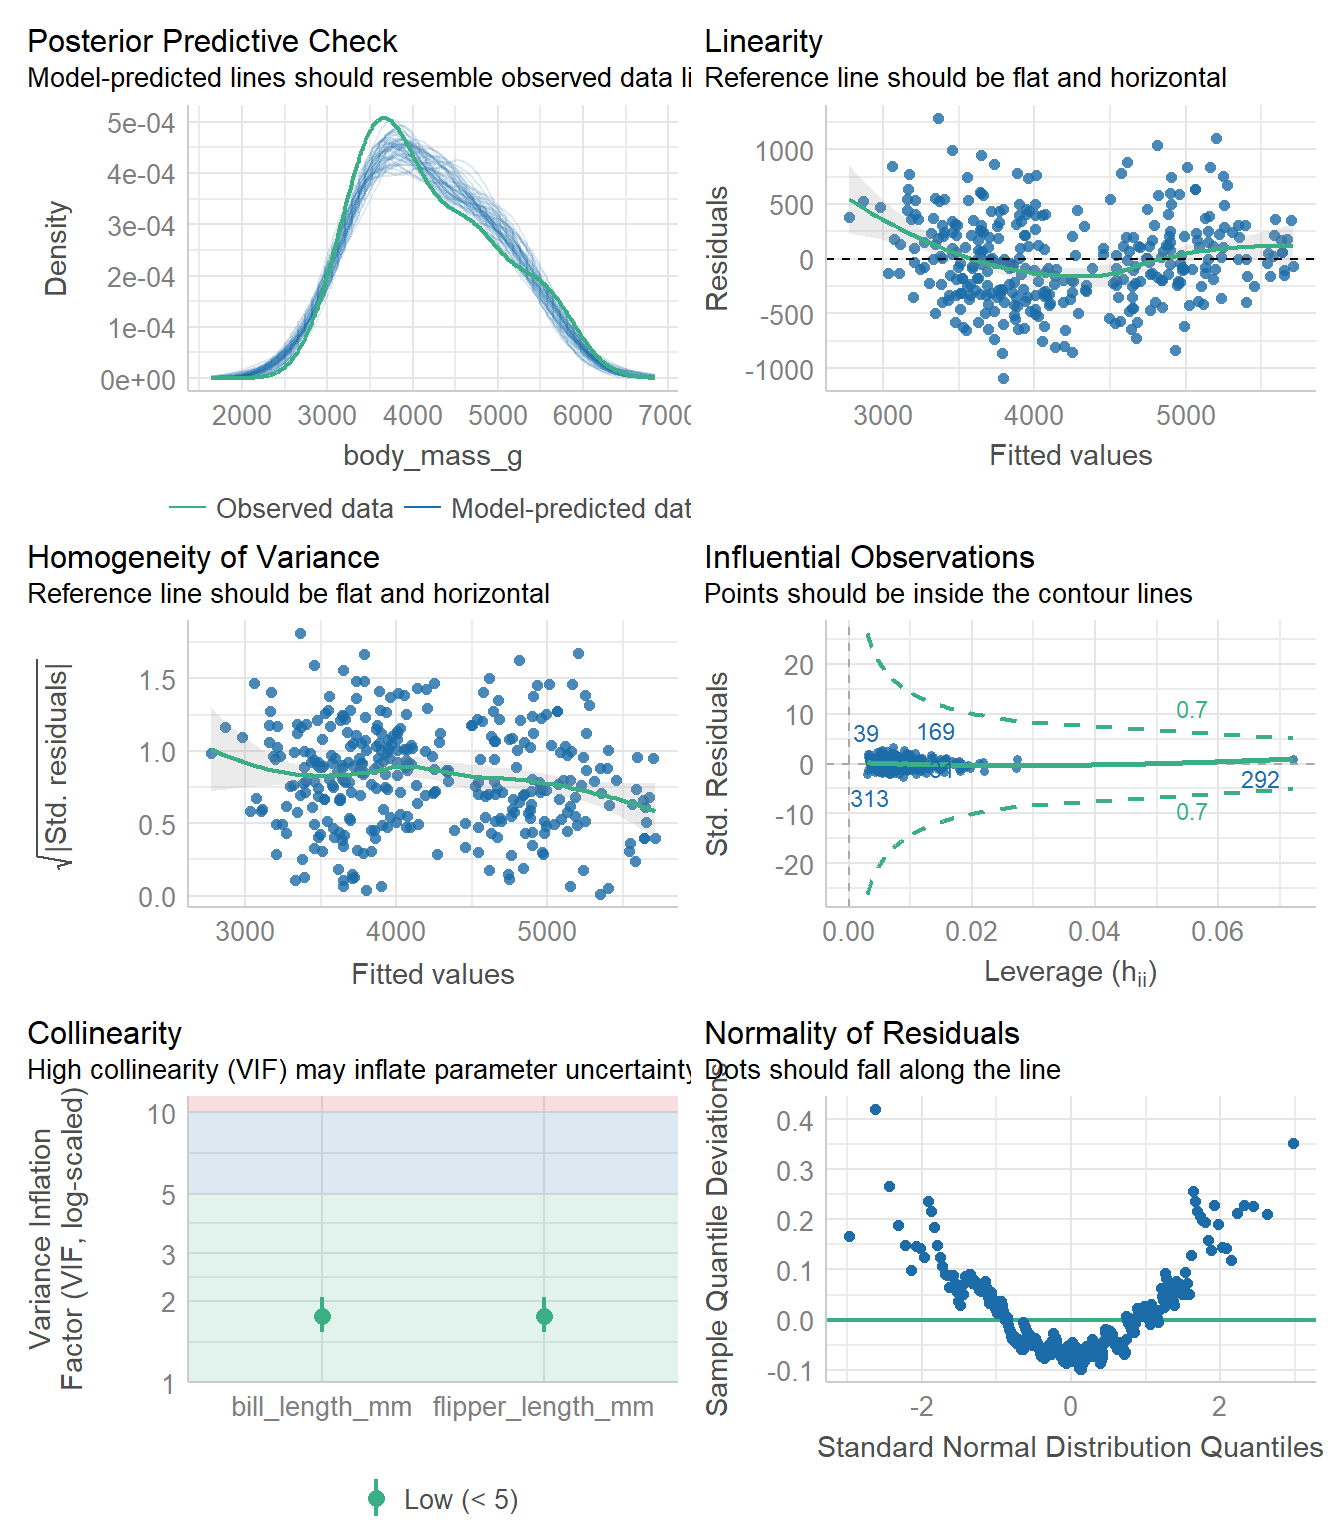 Posterior Predictive Check
Model-predicted lines should resemble observed data li
5e-04
4e-04
3e-04
2e-04
1e-04
0e+00
Density
2000 3000 4000 5000 6000 700
body_mass_g
Observed data Model-predicted dat
Linearity
Reference line should be flat and horizontal
1000
500
0
-500
-1000
Residuals
3000 4000 5000
Fitted values
Homogeneity of Variance
Reference line should be flat and horizontal
1.5
1.0
0.5
0.0
√|Std. residuals|
3000 4000 5000
Fitted values
Influential Observations
Points should be inside the contour lines
20
10
0
-10
-20
Std. Residuals
0.7
39 169
292
313
0.7
0.00 0.02 0.04 0.06
Leverage (hii)
Collinearity
High collinearity (VIF) may inflate parameter uncertainty
10
5
3
2
1
Variance Inflation
Factor (VIF, log-scaled)
bill_length_mm flipper_length_mm
Low (< 5)
Normality of Residuals
Dots should fall along the line
0.4
0.3
0.2
0.1
0.0
-0.1
Sample Quantile Deviations
-2 0 2
Standard Normal Distribution Quantiles